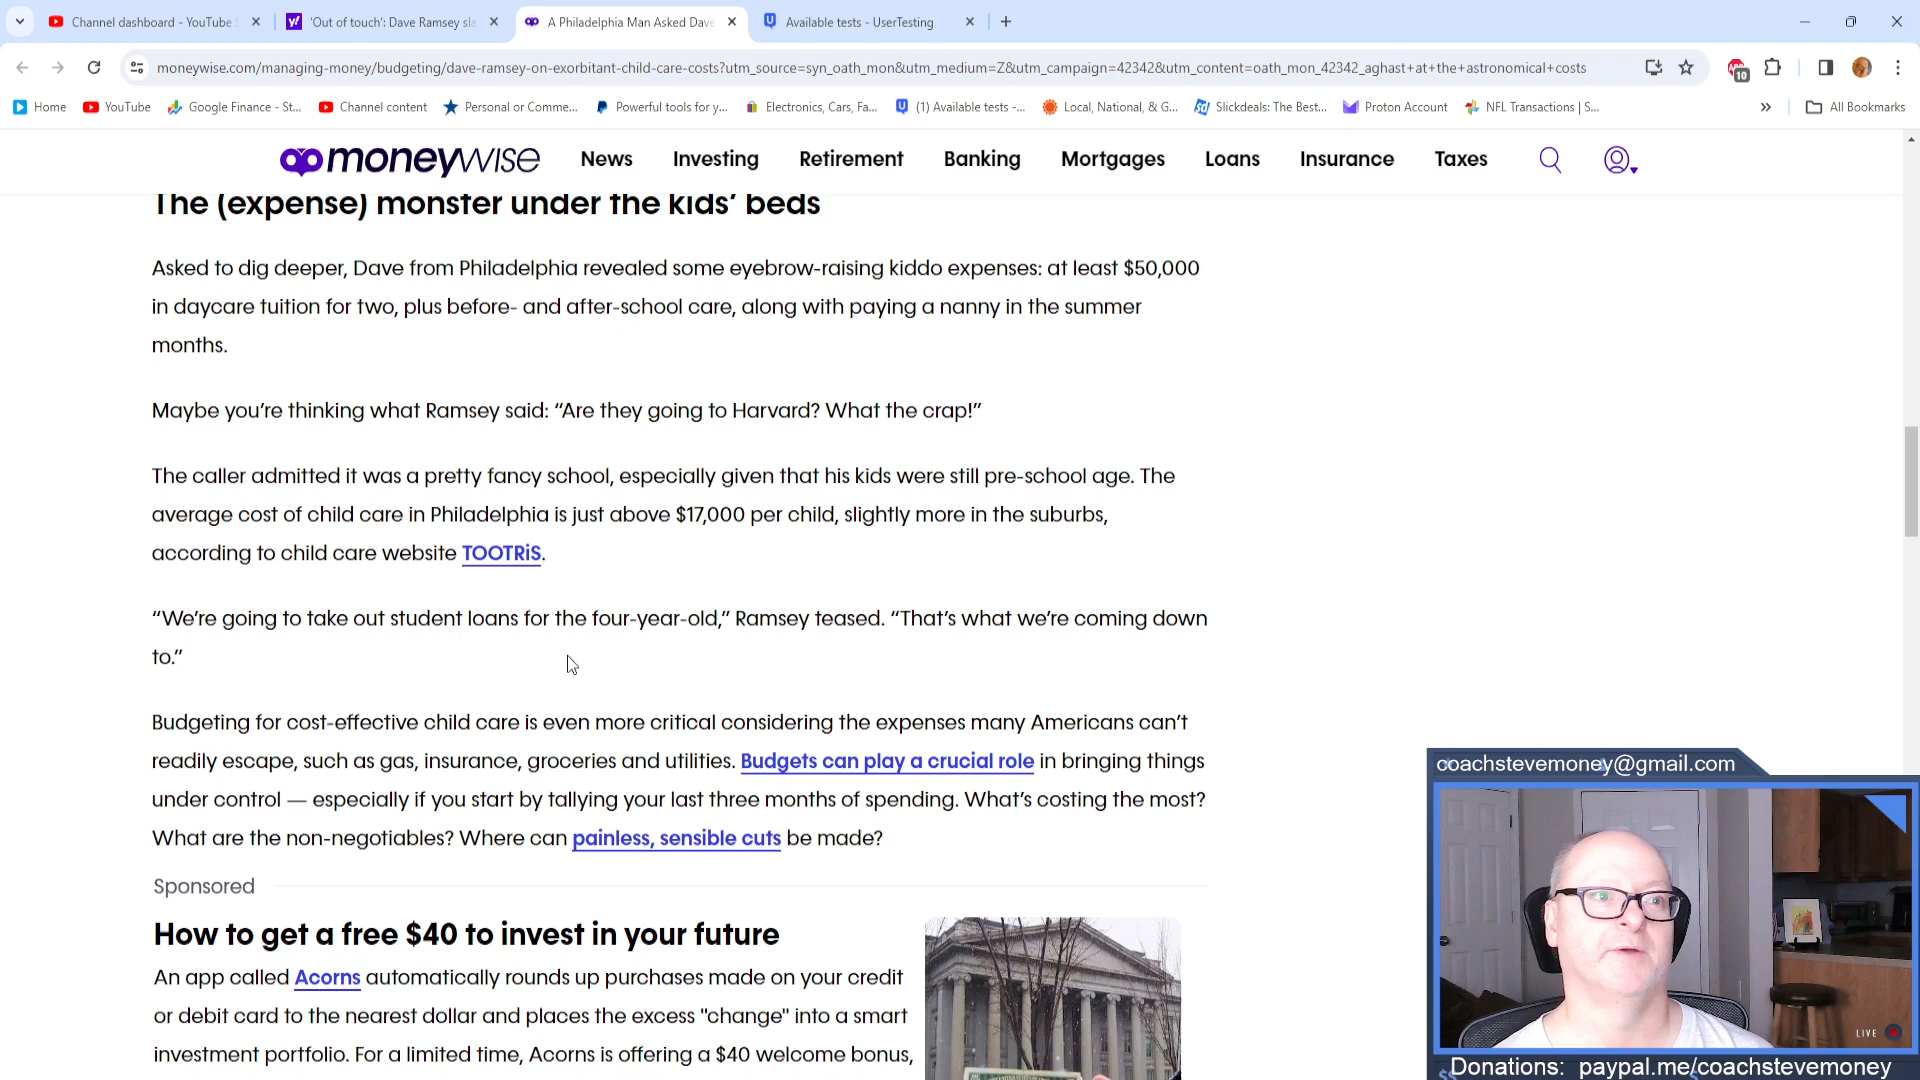 Channel dashboard - YouTube
'Out of touch': Dave Ramsey sla
A Philadelphia Man Asked Dave
Available tests - UserTesting
moneywise.com/managing-money/budgeting/dave-ramsey-on-exorbitant-child-care-costs?utm_source=syn_oath_mon&utm_medium=Z&utm_campaign=42342&utm_content=oath_mon_42342_aghast+at+the+astronomical+costs
10
Home
YouTube
Google Finance - St...
Channel content
Personal or Comme...
Powerful tools for y...
Electronics, Cars, Fa...
(1) Available tests -...
Local, National, & G...
Slickdeals: The Best...
Proton Account
NFL Transactions | S...
All Bookmarks
moneywise
News
Investing
Retirement
Banking
Mortgages
Loans
Insurance
Taxes
The (expense) monster under the kids' beds
Asked to dig deeper, Dave from Philadelphia revealed some eyebrow-raising kiddo expenses: at least $50,000
in daycare tuition for two, plus before- and after-school care, along with paying a nanny in the summer
months.
Maybe you're thinking what Ramsey said: “Are they going to Harvard? What the crap!”
The caller admitted it was a pretty fancy school, especially given that his kids were still pre-school age. The
average cost of child care in Philadelphia is just above $17,000 per child, slightly more in the suburbs,
according to child care website TOOTRiS.
“We're going to take out student loans for the four-year-old,” Ramsey teased. “That's what we're coming down
to.”
Budgeting for cost-effective child care is even more critical considering the expenses many Americans can't
readily escape, such as gas, insurance, groceries and utilities. Budgets can play a crucial role in bringing things
under control — especially if you start by tallying your last three months of spending. What's costing the most?
What are the non-negotiables? Where can painless, sensible cuts be made?
Sponsored
How to get a free $40 to invest in your future
An app called Acorns automatically rounds up purchases made on your credit
or debit card to the nearest dollar and places the excess "change" into a smart
investment portfolio. For a limited time, Acorns is offering a $40 welcome bonus,
coachstevemoney@gmail.com
LIVE
Donations: paypal.me/coachstevemoney